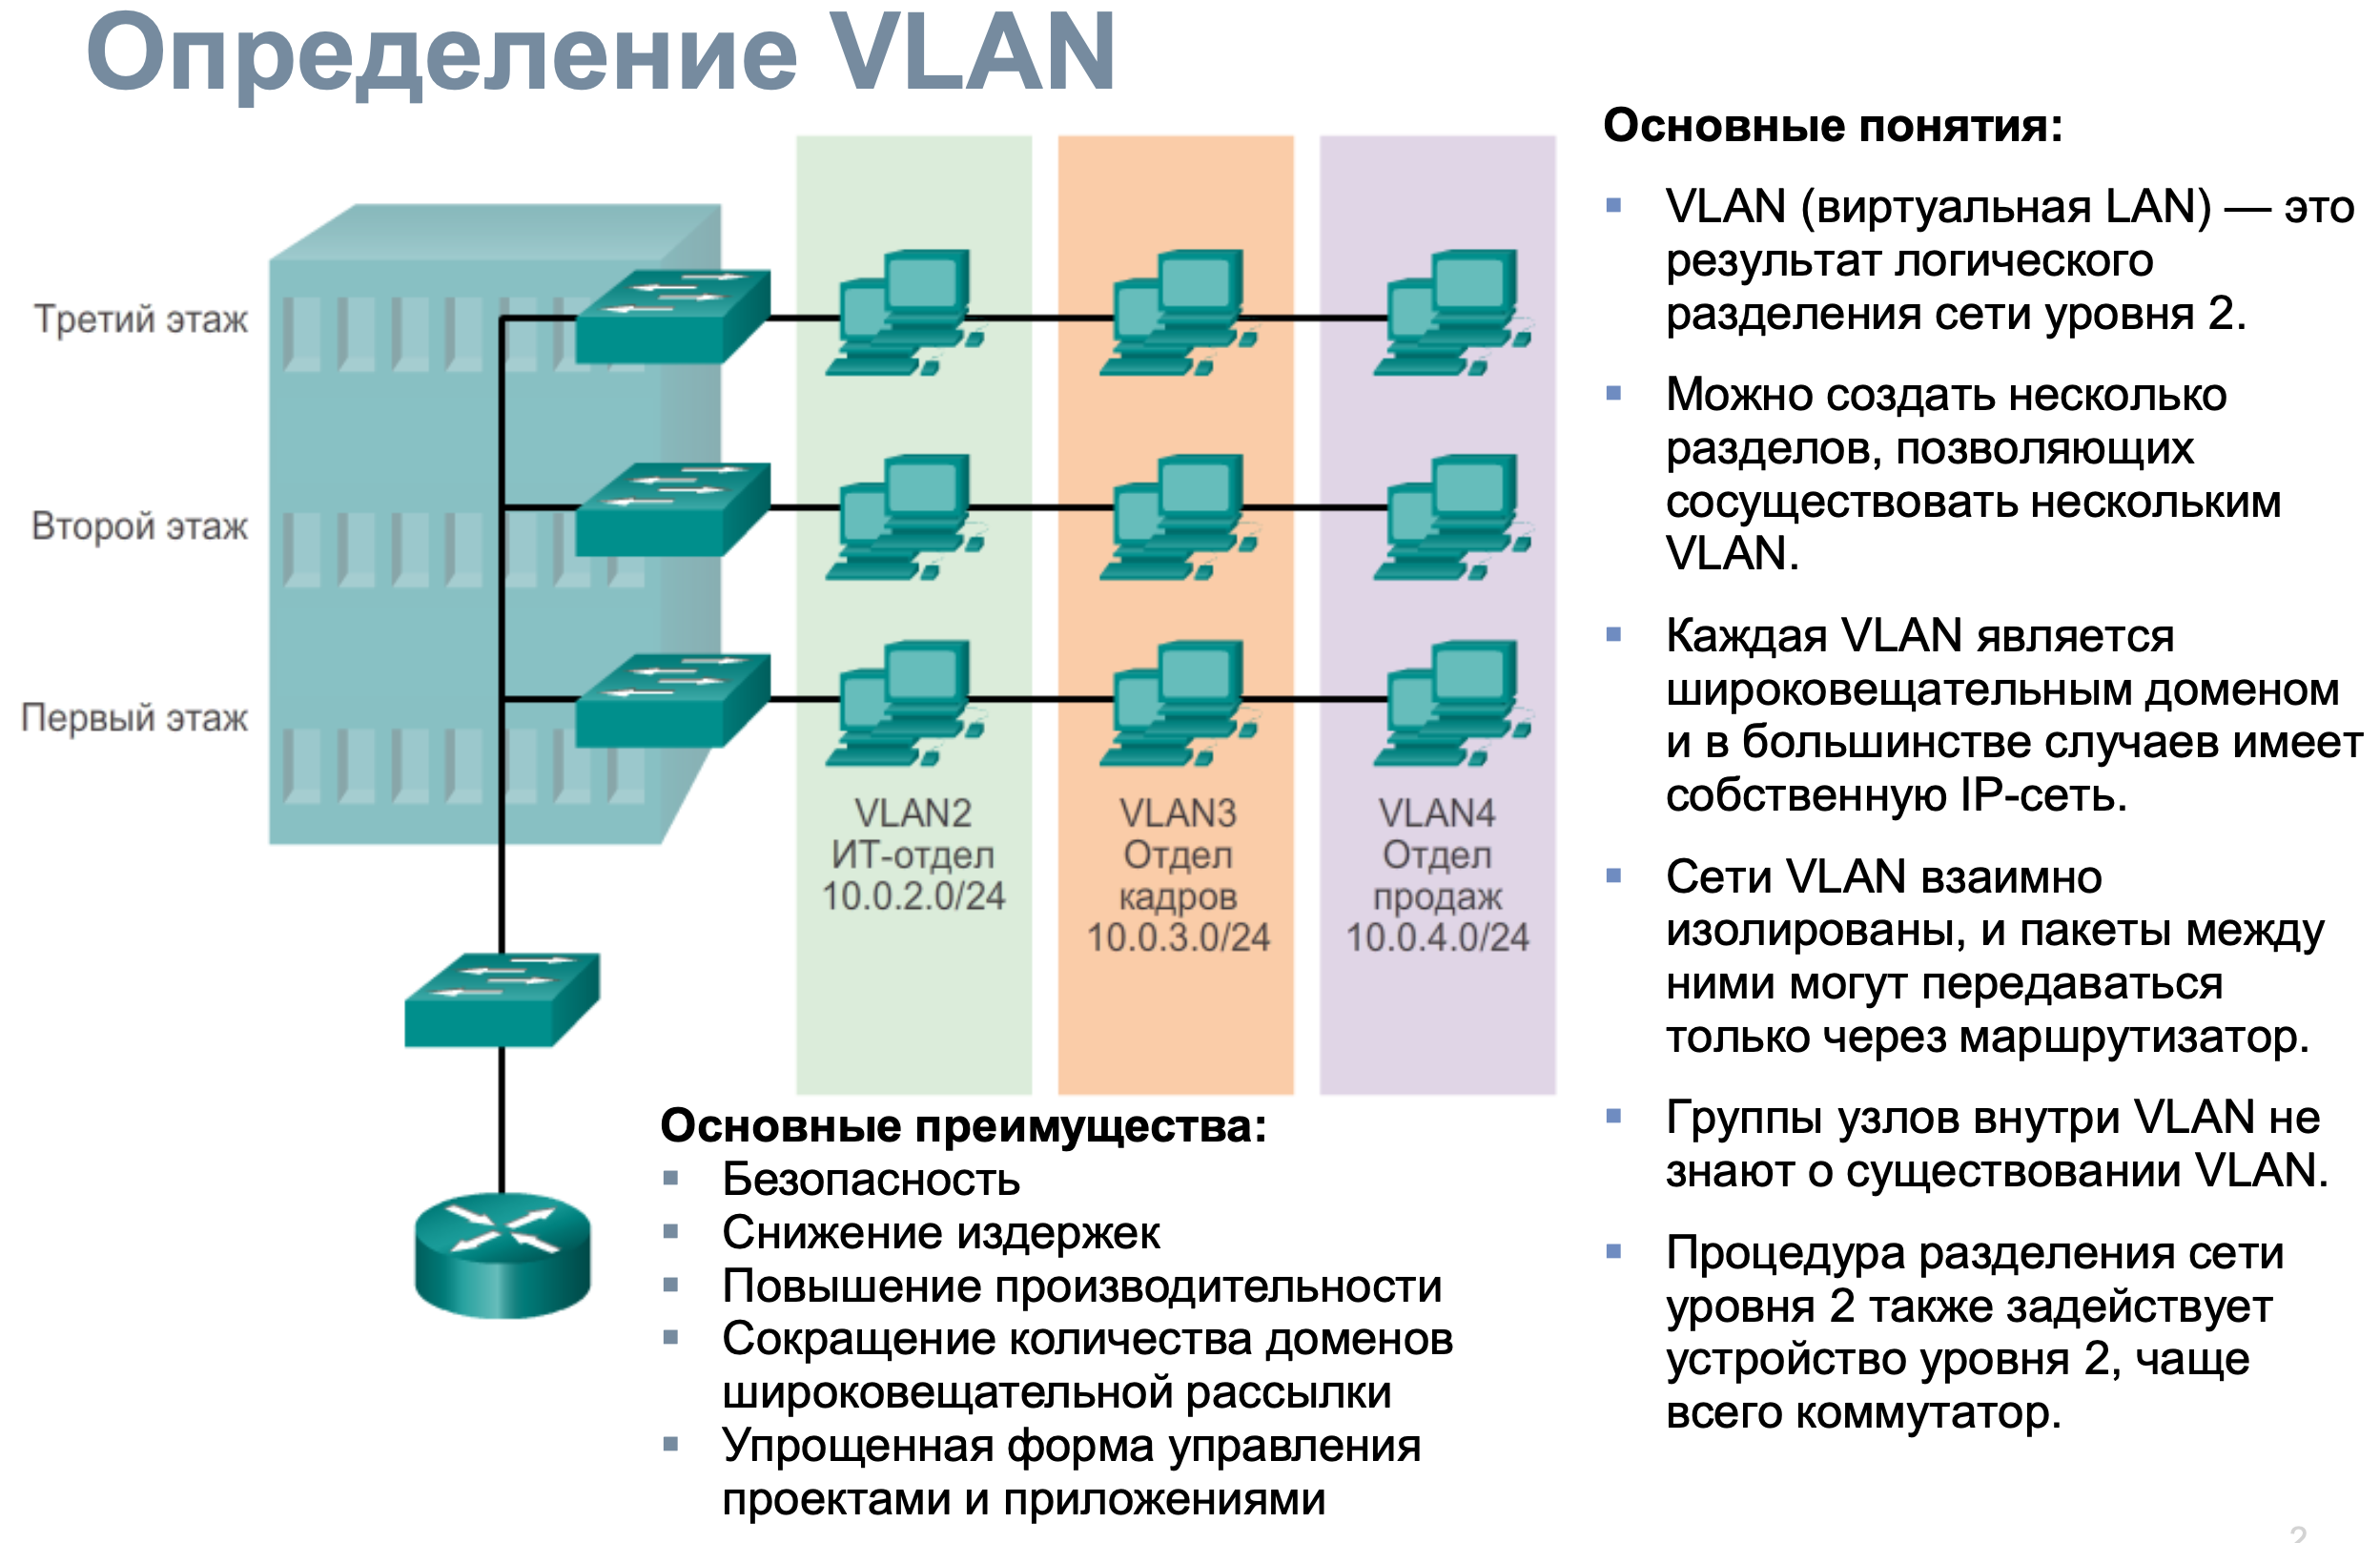 Определение VLAN
Третий этаж
Второй этаж
Первый этаж
VLAN2
ИТ-отдел
10.0.2.0/24
VLAN3
Отдел
кадров
10.0.3.0/24
VLAN4
Отдел
продаж
10.0.4.0/24
Основные преимущества:
Безопасность
Снижение издержек
Повышение производительности
Сокращение количества доменов
широковещательной рассылки
Упрощенная форма управления
проектами и приложениями
Основные понятия:
VLAN (виртуальная LAN) — это
результат логического
разделения сети уровня 2.
Можно создать несколько
разделов, позволяющих
сосуществовать нескольким
VLAN.
Каждая VLAN является
широковещательным доменом
и в большинстве случаев имеет
собственную IP-сеть.
Сети VLAN взаимно
изолированы, и пакеты между
ними могут передаваться
только через маршрутизатор.
Группы узлов внутри VLAN не
знают о существовании VLAN.
Процедура разделения сети
уровня 2 также задействует
устройство уровня 2, чаще
всего коммутатор.
2